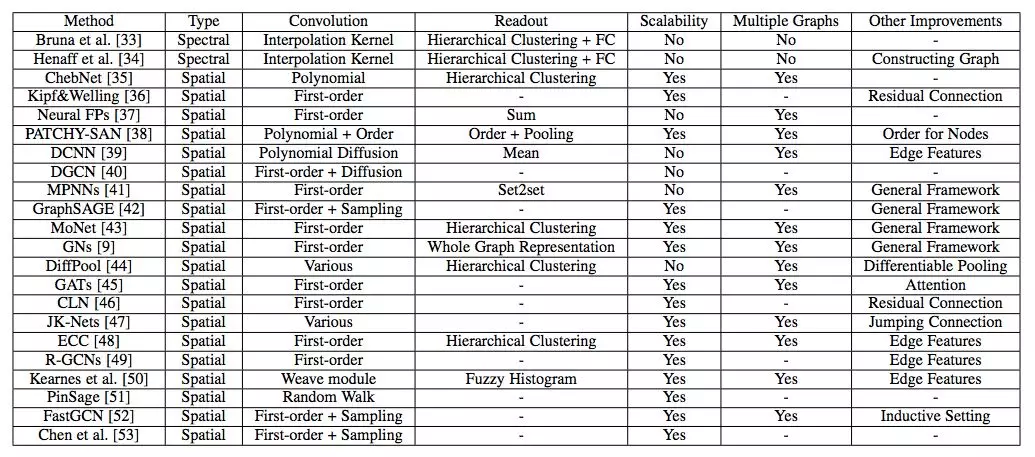 Method Type Convolution Readout Scalability Multiple Graphs Other Improvements
Bruna et al. [33] Spectral Interpolation Kernel Hierarchical Clustering + FC No No -
Henaff et al. [34] Spectral Interpolation Kernel Hierarchical Clustering + FC No No Constructing Graph
ChebNet [35] Spatial Polynomial Hierarchical Clustering Yes Yes -
Kipf&Welling [36] Spatial First-order - Yes - Residual Connection
Neural FPs [37] Spatial First-order Sum No Yes -
PATCHY-SAN [38] Spatial Polynomial + Order Order + Pooling Yes Yes Order for Nodes
DCNN [39] Spatial Polynomial Diffusion Mean No Yes Edge Features
DGCN [40] Spatial First-order + Diffusion - No - -
MPNNs [41] Spatial First-order Set2set No Yes General Framework
GraphSAGE [42] Spatial First-order + Sampling - Yes - General Framework
MoNet [43] Spatial First-order Hierarchical Clustering Yes Yes General Framework
GNs [9] Spatial First-order Whole Graph Representation Yes Yes General Framework
DiffPool [44] Spatial Various Hierarchical Clustering No Yes Differentiable Pooling
GATs [45] Spatial First-order - Yes Yes Attention
CLN [46] Spatial First-order - Yes - Residual Connection
JK-Nets [47] Spatial Various - Yes Yes Jumping Connection
ECC [48] Spatial First-order Hierarchical Clustering Yes Yes Edge Features
R-GCNs [49] Spatial First-order - Yes - Edge Features
Kearnes et al. [50] Spatial Weave module Fuzzy Histogram Yes Yes Edge Features
PinSage [51] Spatial Random Walk - Yes - -
FastGCN [52] Spatial First-order + Sampling - Yes Yes Inductive Setting
Chen et al. [53] Spatial First-order + Sampling - Yes - -